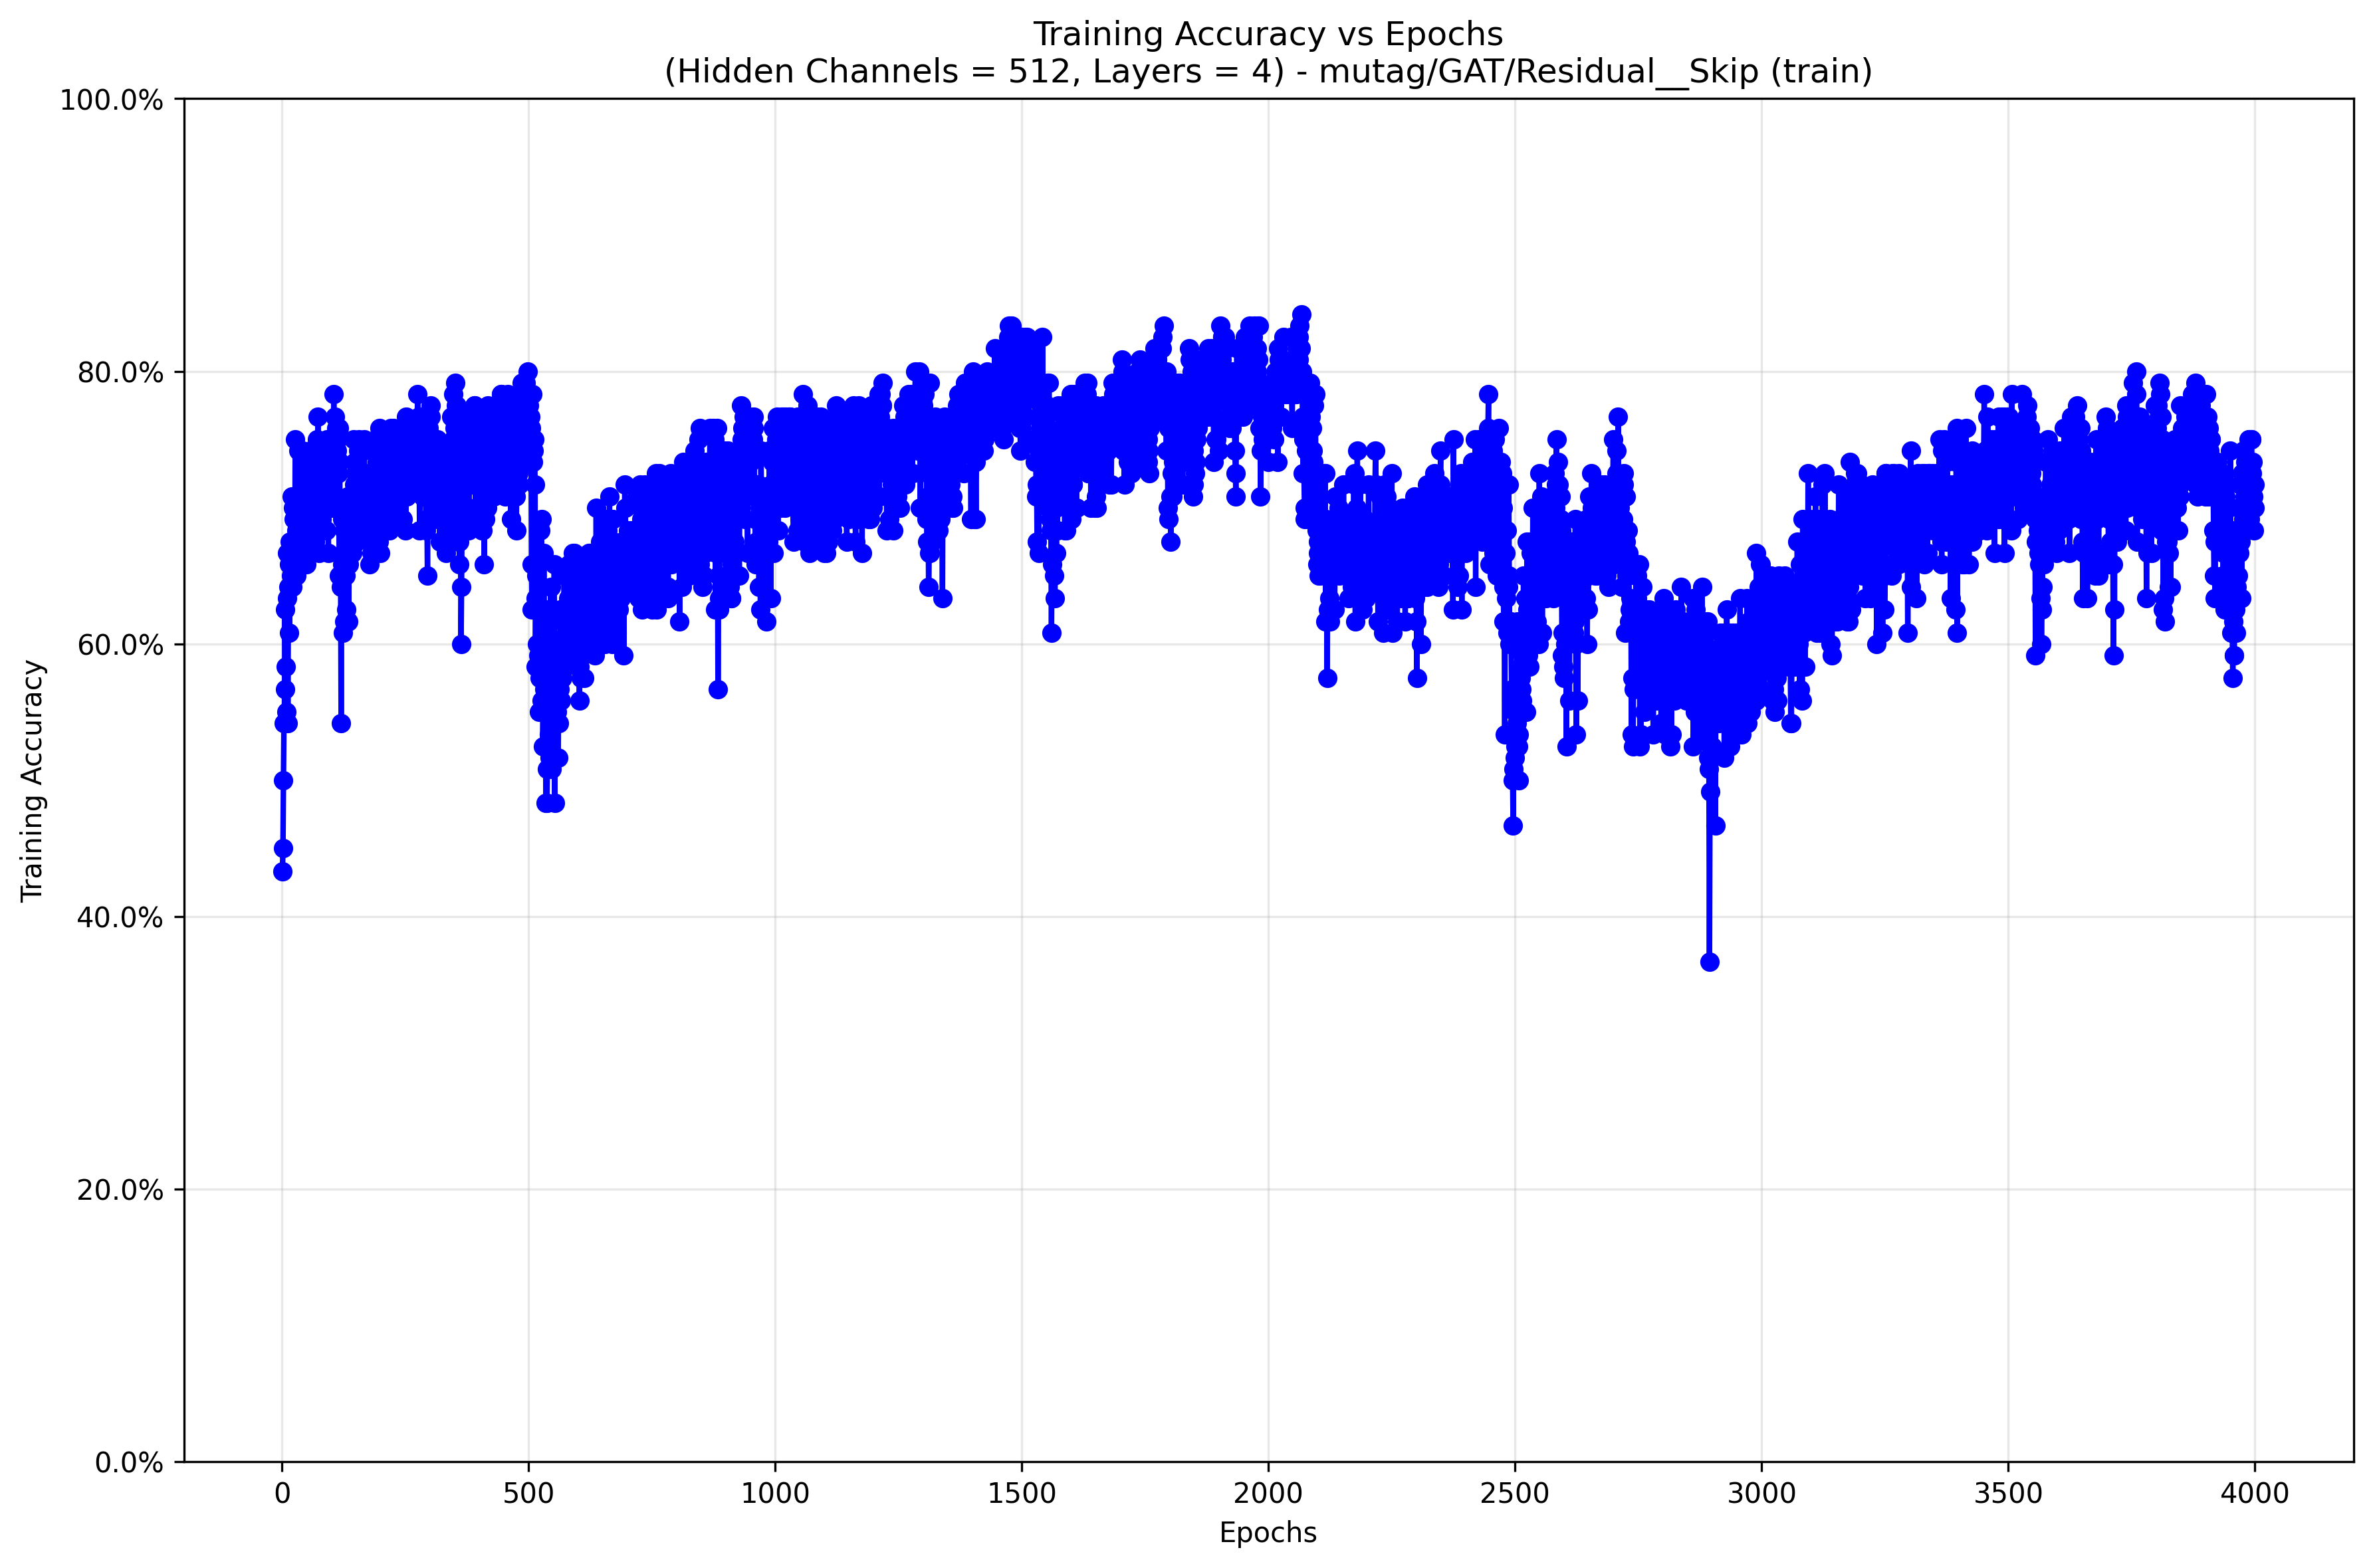 Training Accuracy vs Epochs
(Hidden Channels = 512, Layers = 4) - mutag/GAT/Residual__Skip (train)
100.0%
80.0%
60.0%
40.0%
20.0%
0.0%
Training Accuracy
0 500 1000 1500 2000 2500 3000 3500 4000
Epochs